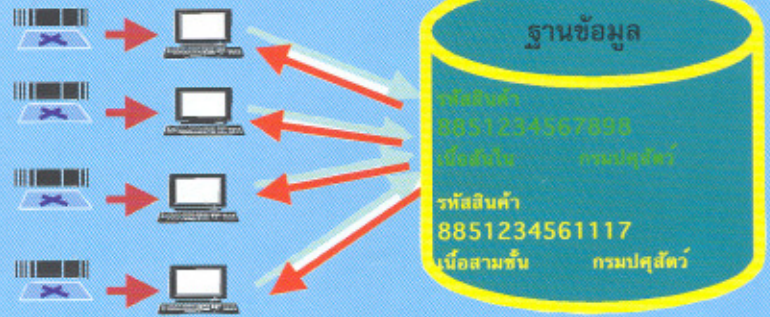 ฐานข้อมูล
รหัสสินค้า
8851234567898
เนื้อสันใน กรมปศุสัตว์
รหัสสินค้า
8851234561117
เนื้อสามชั้น กรมปศุสัตว์